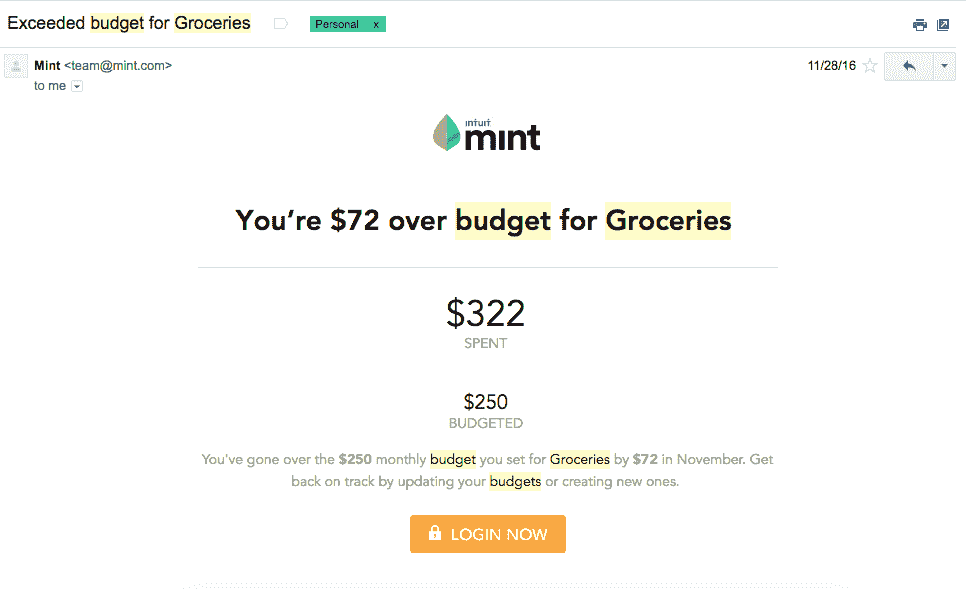 Exceeded budget for Groceries
Personal x
Mint <team@mint.com>
11/28/16
to me
intuit
mint
You're $72 over budget for Groceries
$322
SPENT
$250
BUDGETED
You've gone over the $250 monthly budget you set for Groceries by $72 in November. Get
back on track by updating your budgets or creating new ones.
LOGIN NOW